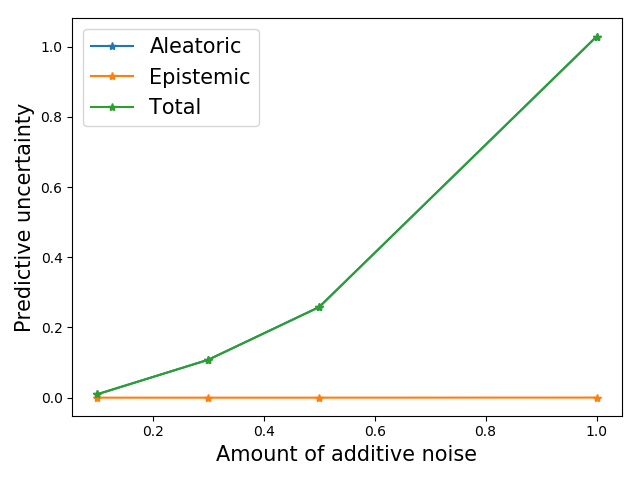 Aleatoric
Epistemic
Total
Predictive uncertainty
1.0
0.8
0.6
0.4
0.2
0.0
0.2 0.4 0.6 0.8 1.0
Amount of additive noise